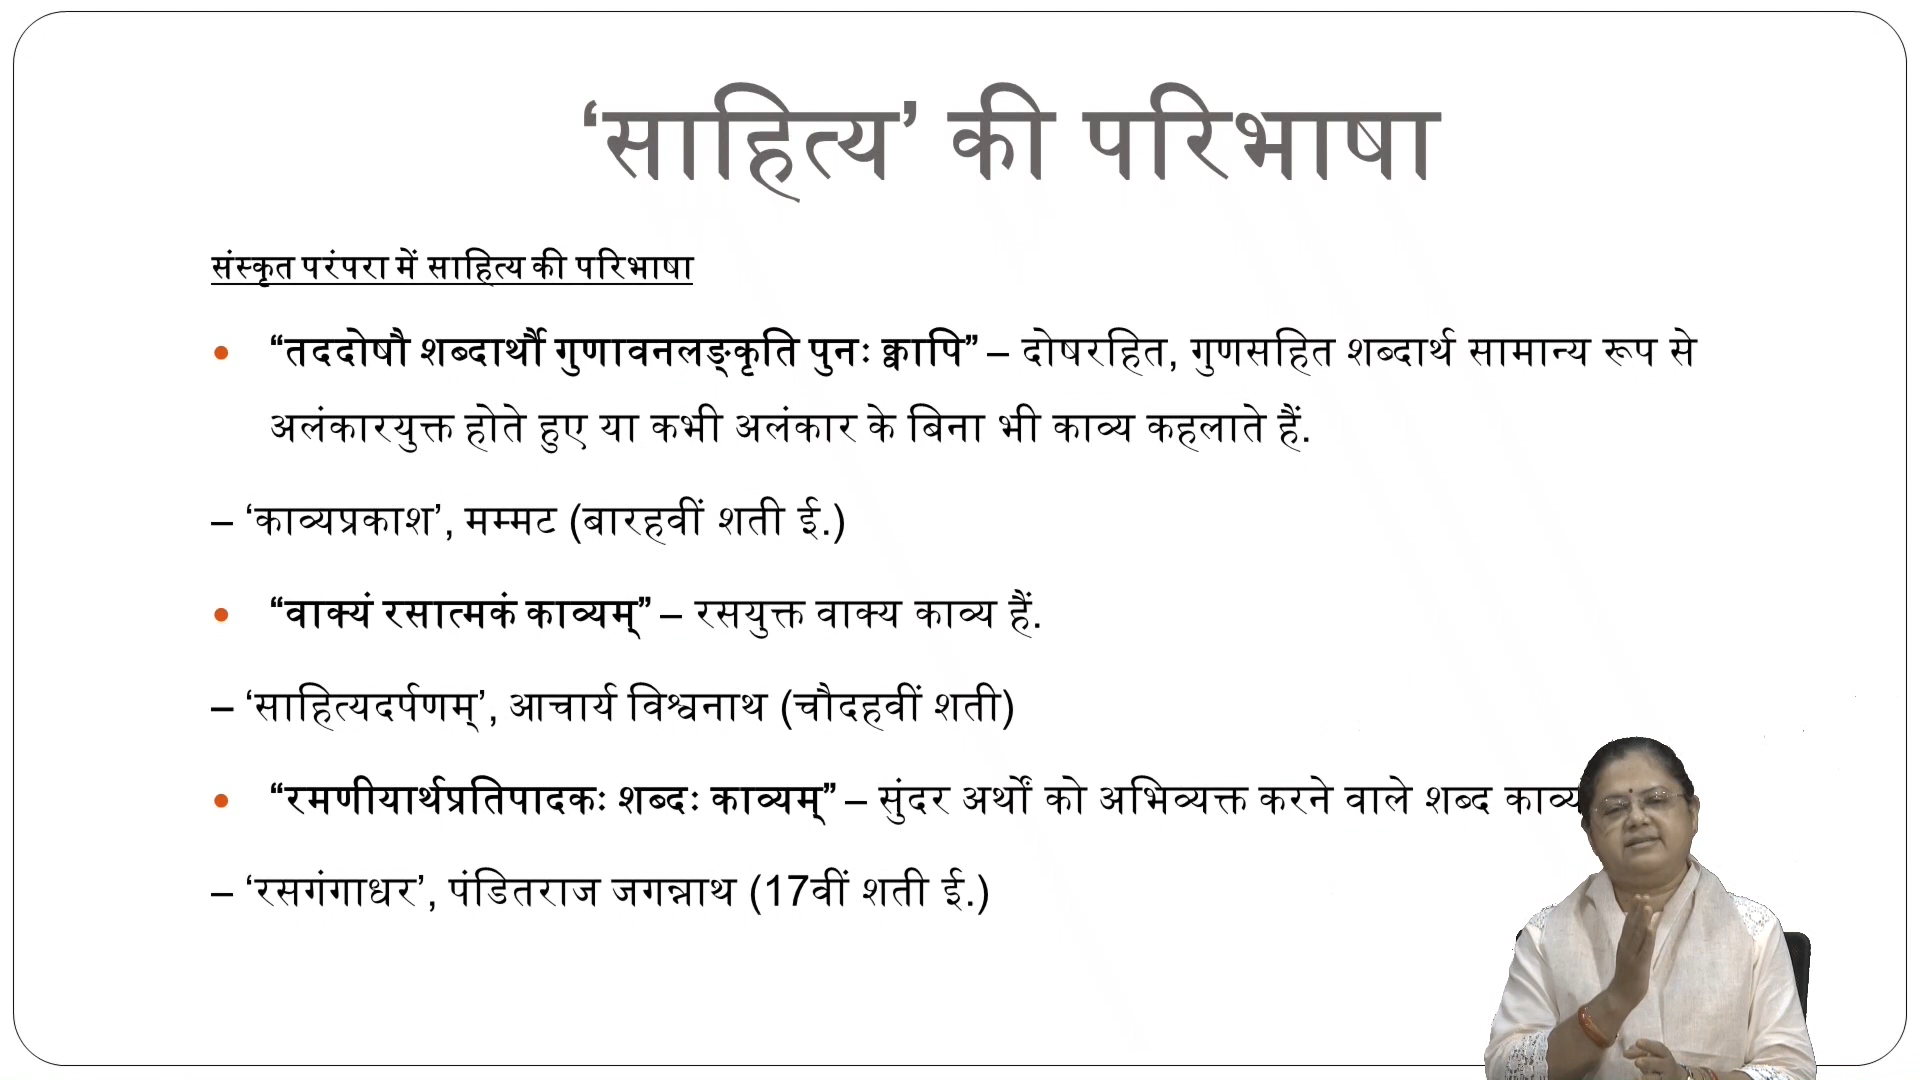 ‘साहित्य’ की परिभाषा
संस्कृत परंपरा में साहित्य की परिभाषा
“तददोषौ शब्दार्थौ गुणावनलङ्कृति पुनः क्वापि” – दोषरहित, गुणसहित शब्दार्थ सामान्य रूप से
अलंकारयुक्त होते हुए या कभी अलंकार के बिना भी काव्य कहलाते हैं.
– ‘काव्यप्रकाश’, मम्मट (बारहवीं शती ई.)
“वाक्यं रसात्मकं काव्यम्” – रसयुक्त वाक्य काव्य हैं.
– ‘साहित्यदर्पणम्’, आचार्य विश्वनाथ (चौदहवीं शती)
“रमणीयार्थप्रतिपादकः शब्दः काव्यम्” – सुंदर अर्थों को अभिव्यक्त करने वाले शब्द काव्य
– ‘रसगंगाधर’, पंडितराज जगन्नाथ (17वीं शती ई.)